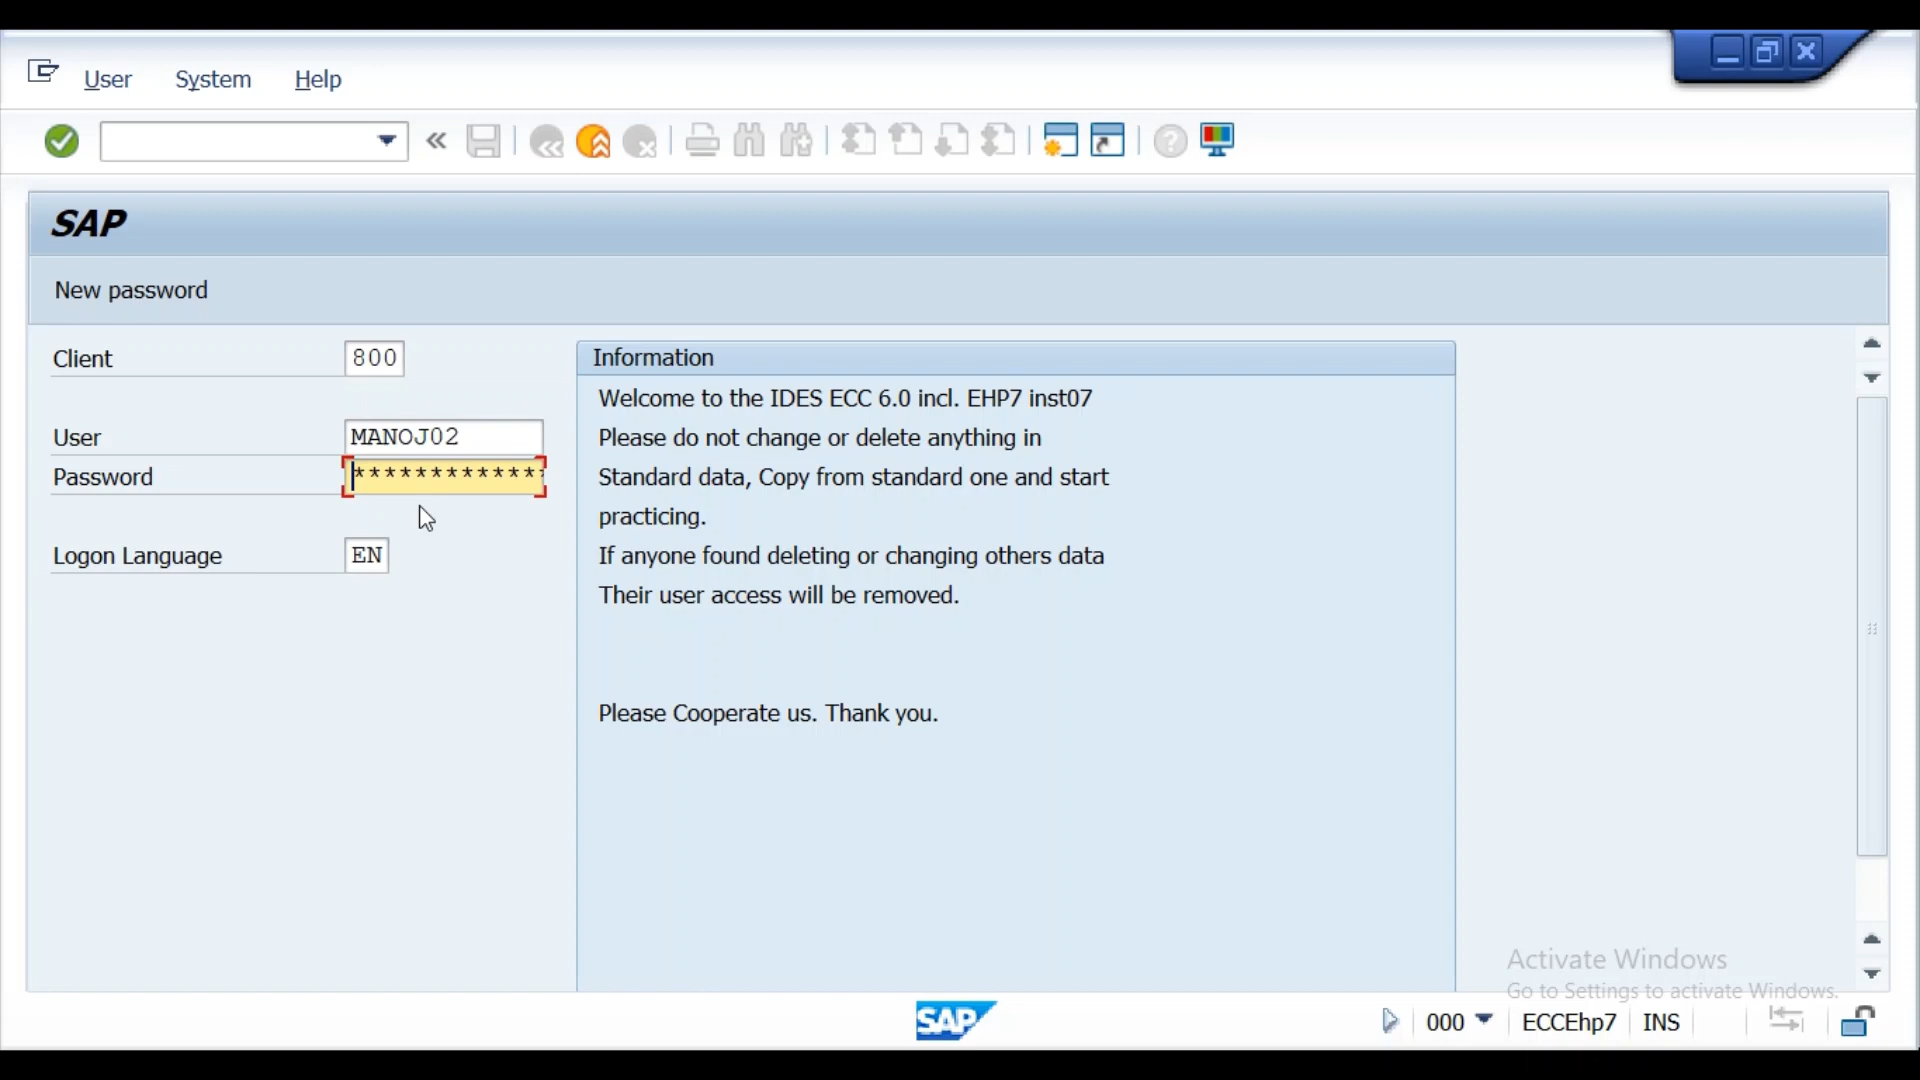 User System Help
SAP
New password
Client 800
User MANOJ02
Password *************
Logon Language EN
Information
Welcome to the IDES ECC 6.0 incl. EHP7 inst07
Please do not change or delete anything in
Standard data, Copy from standard one and start
practicing.
If anyone found deleting or changing others data
Their user access will be removed.
Please Cooperate us. Thank you.
Activate Windows
Go to Settings to activate Windows.
SAP 000 ECCEhp7 INS